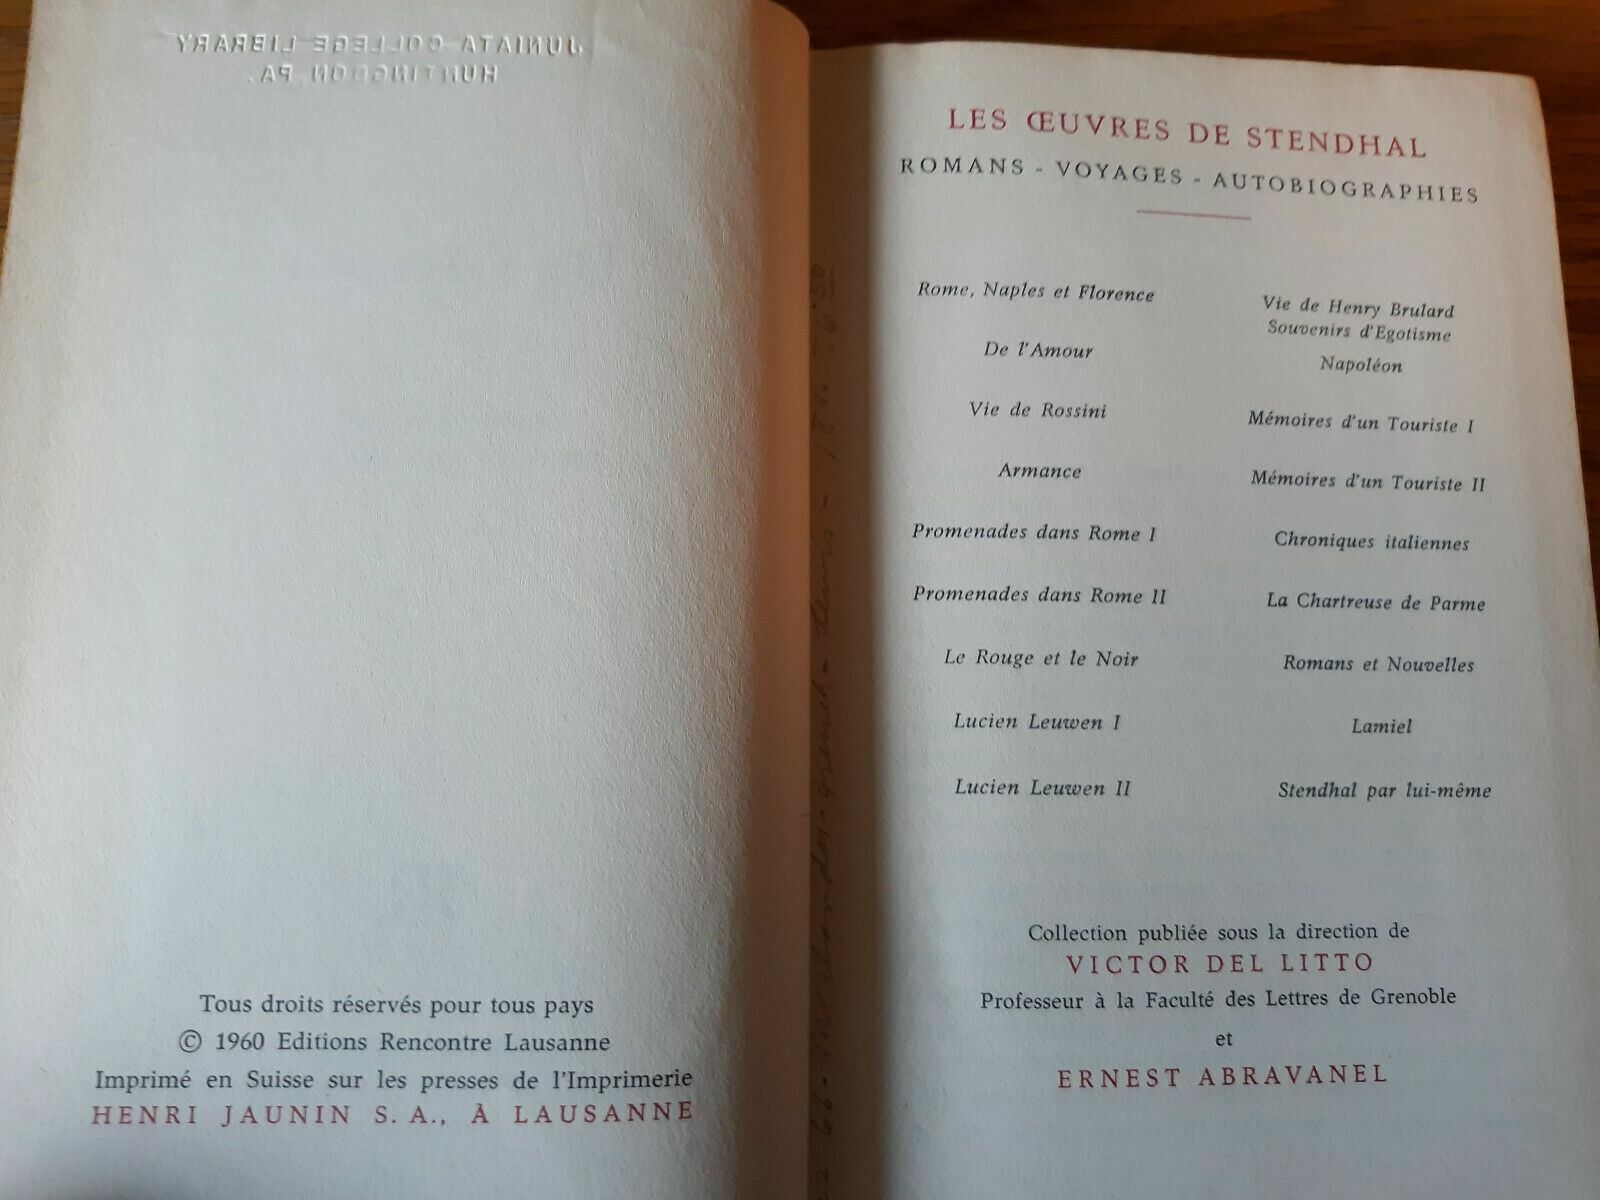 JUNIATA COLLEGE LIBRARY
HUNTINGDON PA.
Tous droits réservés pour tous pays
© 1960 Editions Rencontre Lausanne
Imprimé en Suisse sur les presses de l'Imprimerie
HENRI JAUNIN S. A., À LAUSANNE
LES ŒUVRES DE STENDHAL
ROMANS - VOYAGES - AUTOBIOGRAPHIES
Rome, Naples et Florence
De l'Amour
Vie de Rossini
Armance
Promenades dans Rome I
Promenades dans Rome II
Le Rouge et le Noir
Lucien Leuwen I
Lucien Leuwen II
Vie de Henry Brulard
Souvenirs d'Egotisme
Napoléon
Mémoires d'un Touriste I
Mémoires d'un Touriste II
Chroniques italiennes
La Chartreuse de Parme
Romans et Nouvelles
Lamiel
Stendhal par lui-même
Collection publiée sous la direction de
VICTOR DEL LITTO
Professeur à la Faculté des Lettres de Grenoble
et
ERNEST ABRAVANEL